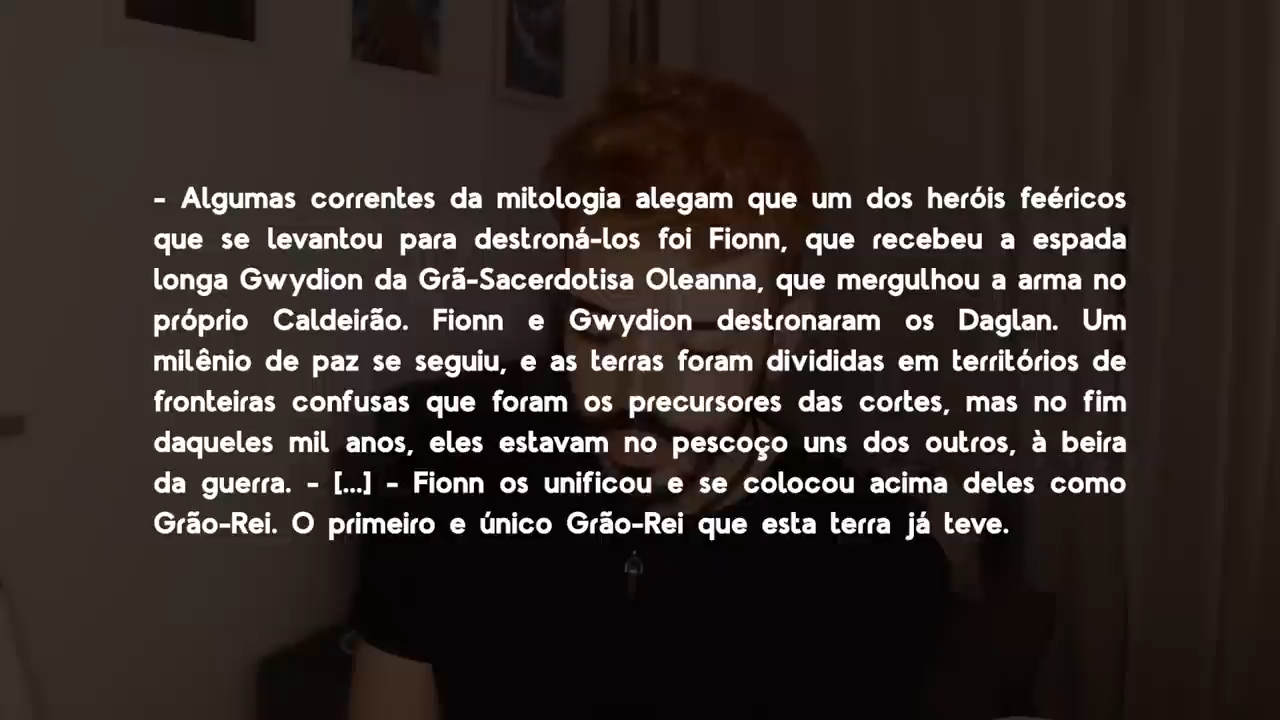 - Algumas correntes da mitologia alegam que um dos heróis feéricos
que se levantou para destroná-los foi Fionn, que recebeu a espada
longa Gwydion da Grã-Sacerdotisa Oleanna, que mergulhou a arma no
próprio Caldeirão. Fionn e Gwydion destronaram os Daglan. Um
milênio de paz se seguiu, e as terras foram divididas em territórios de
fronteiras confusas que foram os precursores das cortes, mas no fim
daqueles mil anos, eles estavam no pescoço uns dos outros, à beira
da guerra. - [...] - Fionn os unificou e se colocou acima deles como
Grão-Rei. O primeiro e único Grão-Rei que esta terra já teve.